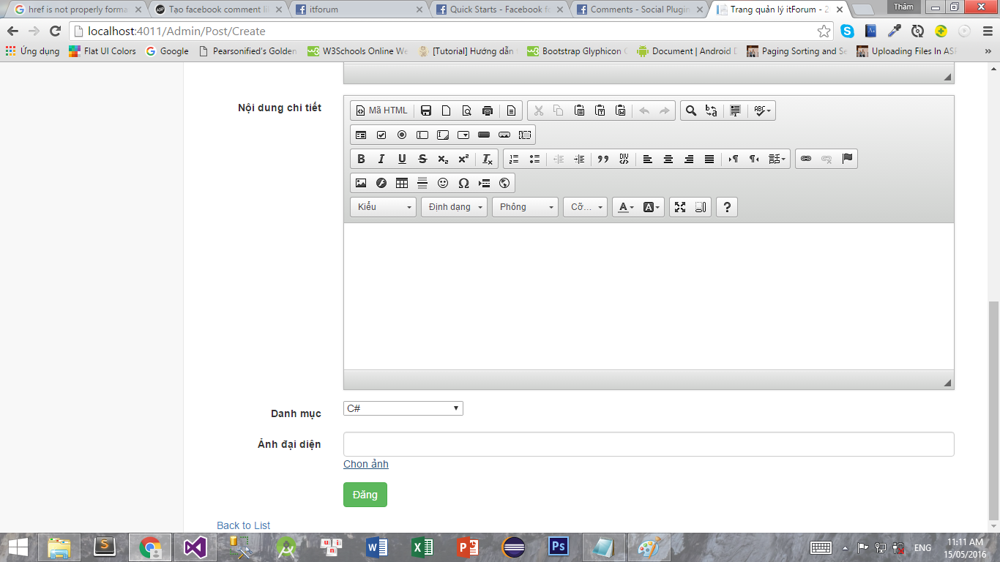 href is not properly forma
Tạo facebook comment li
itforum
Quick Starts - Facebook fo
Comments - Social Plugin
Trang quản lý itForum - 2
Thâm
localhost:4011/Admin/Post/Create
Ứng dụng
Flat UI Colors
Google
Pearsonified's Golden
W3Schools Online We
[Tutorial] Hướng dẫn
Bootstrap Glyphicon C
Document | Android D
Paging Sorting and Se
Uploading Files In ASP
»
Nội dung chi tiết
Mã HTML
Kiểu
Định dạng
Phông
Cỡ...
Danh mục
C#
Ảnh đại diện
Chon ảnh
Đăng
Back to List
ENG
11:11 AM
15/05/2016